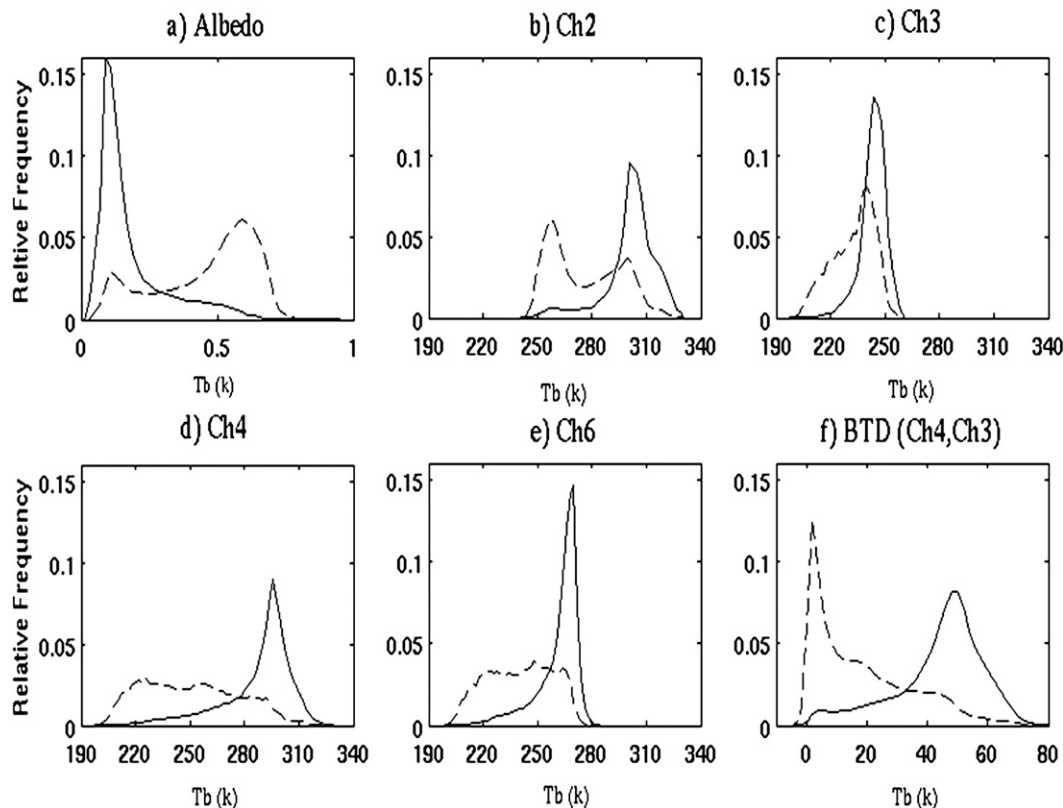 a) Albedo
b) Ch2
c) Ch3
Reltive Frequency
0.15
0.1
0.05
0
0 0.5 1
Tb (k)
0.15
0.1
0.05
0
190 220 250 280 310 340
Tb (k)
0.15
0.1
0.05
0
190 220 250 280 310 340
Tb (k)
d) Ch4
e) Ch6
f) BTD (Ch4,Ch3)
Relative Frequency
0.15
0.1
0.05
0
190 220 250 280 310 340
Tb (k)
0.15
0.1
0.05
0
190 220 250 280 310 340
Tb (k)
0.15
0.1
0.05
0
0 20 40 60 80
Tb (k)